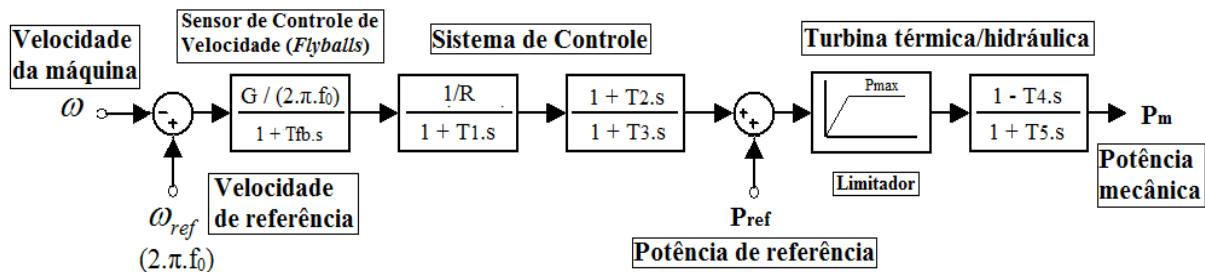 Velocidade
da máquina
ω
Sensor de Controle de
Velocidade (Flyballs)
Sistema de Controle
Turbina térmica/hidráulica
-
+
G / (2.π.f₀)
1 + Tfb.s
1/R
1 + T1.s
1 + T2.s
1 + T3.s
+
+
Pmax
Limitador
1 - T4.s
1 + T5.s
Pm
Potência
mecânica
Velocidade
de referência
ωref
(2.π.f₀)
Pref
Potência de referência